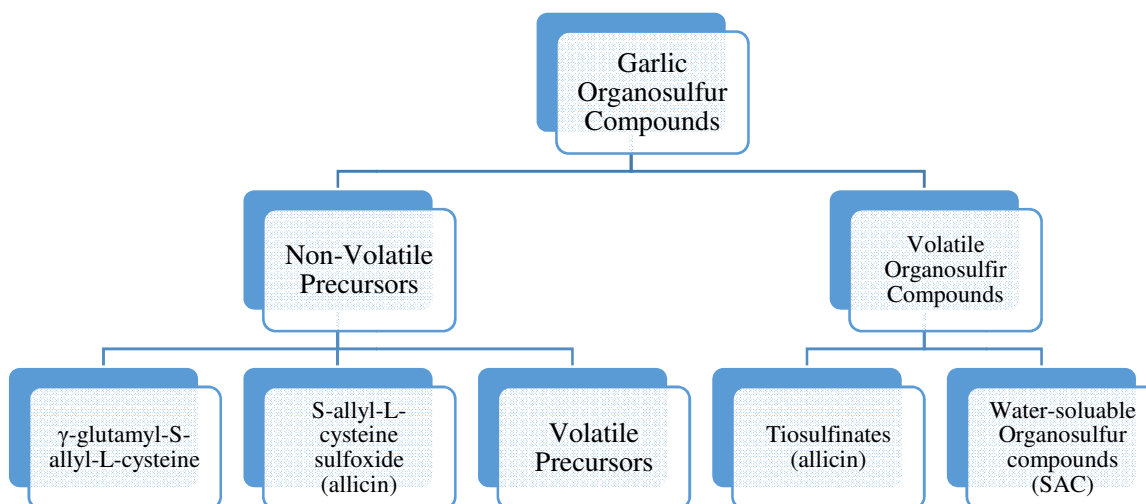 Garlic
Organosulfur
Compounds
Non-Volatile
Precursors
Volatile
Organosulfir
Compounds
γ-glutamyl-S-
allyl-L-cysteine
S-allyl-L-
cysteine
sulfoxide
(allicin)
Volatile
Precursors
Tiosulfinates
(allicin)
Water-soluable
Organosulfur
compounds
(SAC)